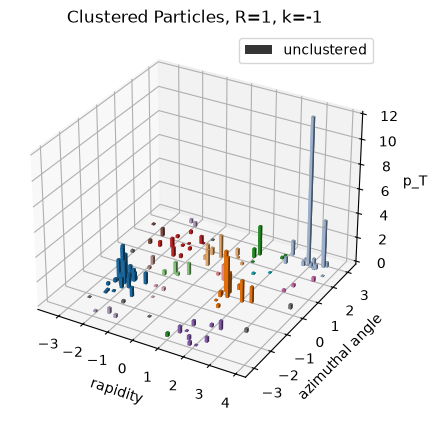 Clustered Particles, R=1, k=-1
unclustered
12
10
8
6
4
2
0
p_T
−3 −2 −1 0 1 2 3 4
rapidity
−3 −2 −1 0 1 2 3
azimuthal angle